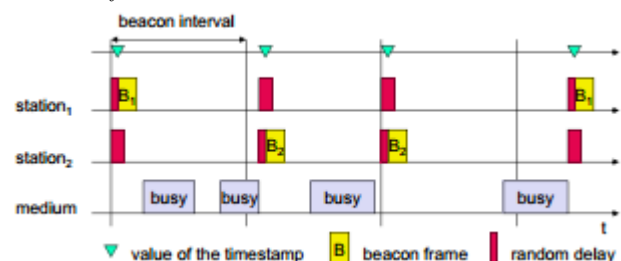 beacon interval
station₁ B₁ B₁
station₂ B₂ B₂
medium busy busy busy busy
t
value of the timestamp B beacon frame random delay